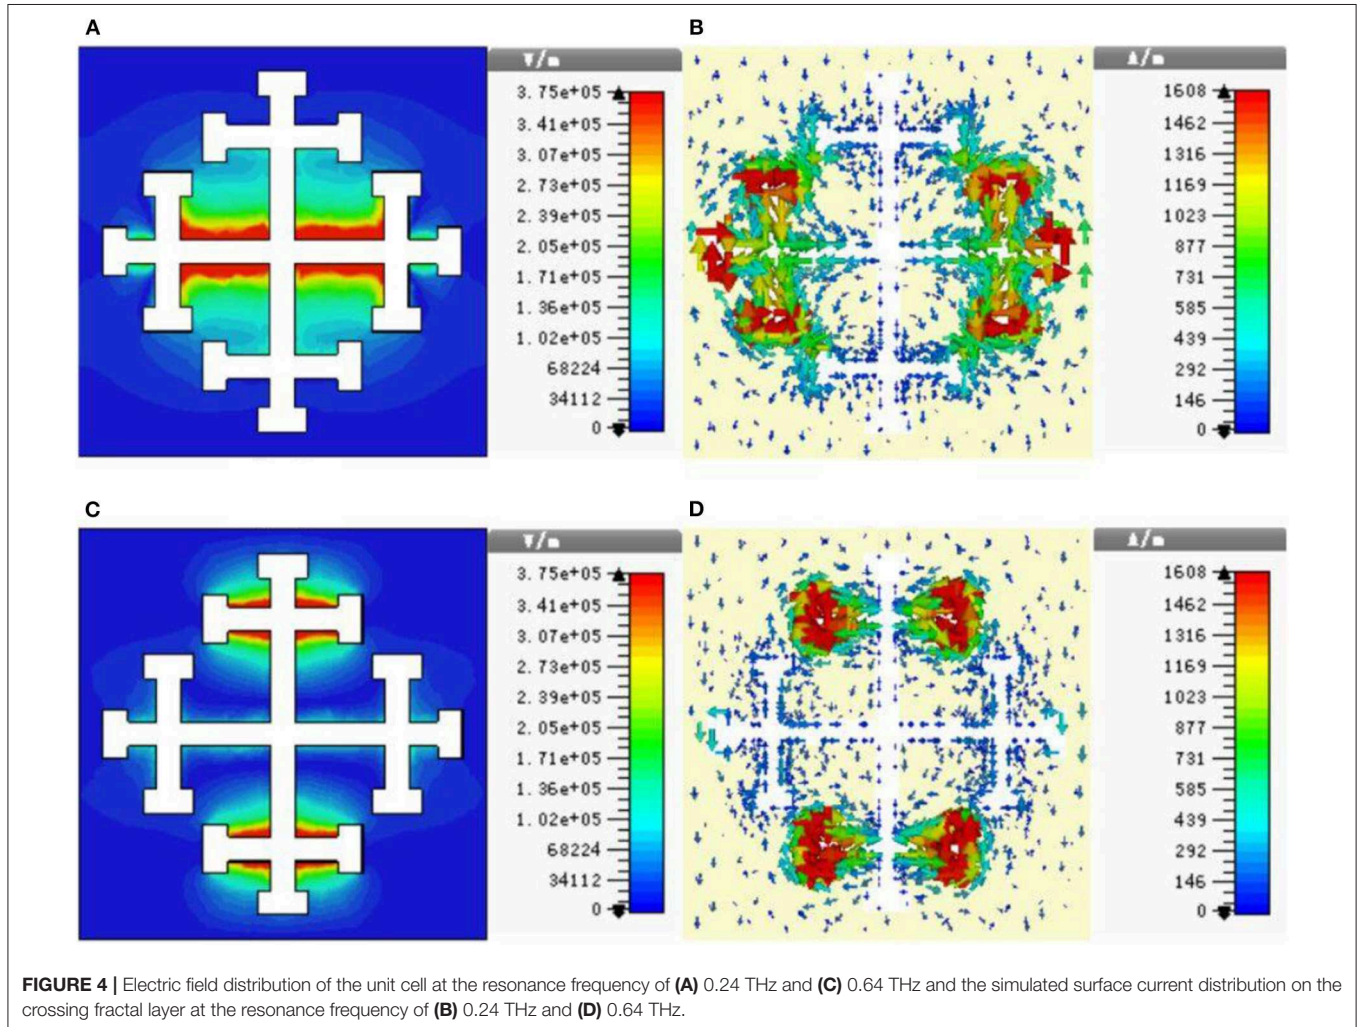 A
B
V/m
3.75e+05
3.41e+05
3.07e+05
2.73e+05
2.39e+05
2.05e+05
1.71e+05
1.36e+05
1.02e+05
68224
34112
0
A/m
1608
1462
1316
1169
1023
877
731
585
439
292
146
0
C
D
V/m
3.75e+05
3.41e+05
3.07e+05
2.73e+05
2.39e+05
2.05e+05
1.71e+05
1.36e+05
1.02e+05
68224
34112
0
A/m
1608
1462
1316
1169
1023
877
731
585
439
292
146
0
FIGURE 4 | Electric field distribution of the unit cell at the resonance frequency of (A) 0.24 THz and (C) 0.64 THz and the simulated surface current distribution on the
crossing fractal layer at the resonance frequency of (B) 0.24 THz and (D) 0.64 THz.